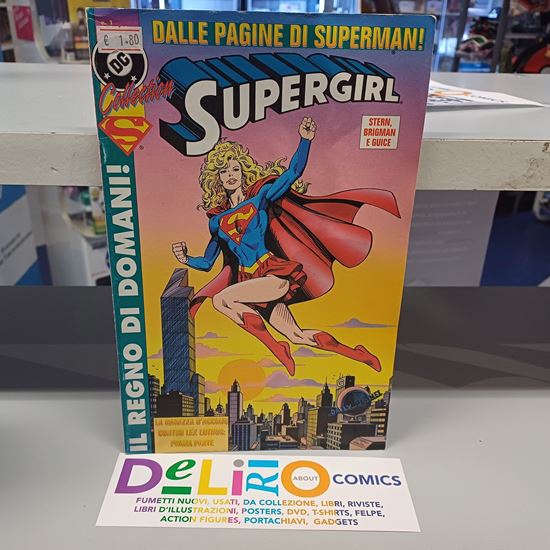 DALLE PAGINE DI SUPERMAN!
€ 1.80
DC
Collection
S
SUPERGIRL
STERN,
BRIGMAN
E GUICE
IL REGNO DI DOMANI!
LA RAGAZZA D'ACCIAIO
CONTRO LEX LUTHOR:
PRIMA PARTE
DELIRIO
ABOUT
COMICS
FUMETTI NUOVI, USATI, DA COLLEZIONE, LIBRI, RIVISTE,
LIBRI D'ILLUSTRAZIONI, POSTERS, DVD, T-SHIRTS, FELPE,
ACTION FIGURES, PORTACHIAVI, GADGETS